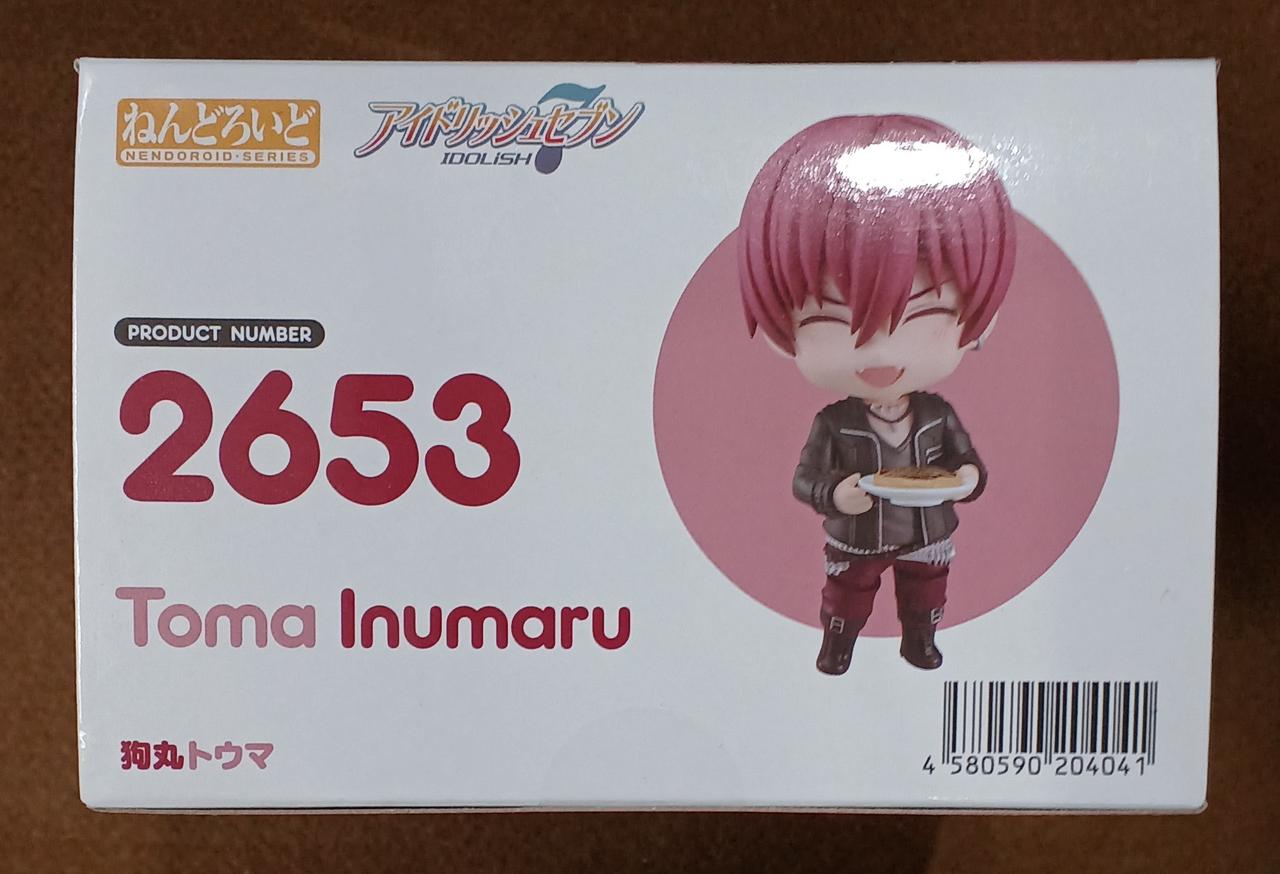 ねんどろいど
NENDOROID·SERIES
アイドリッシュセブン
IDOLiSH7
PRODUCT NUMBER
2653
Toma Inumaru
狗丸トウマ
4 580590 204041